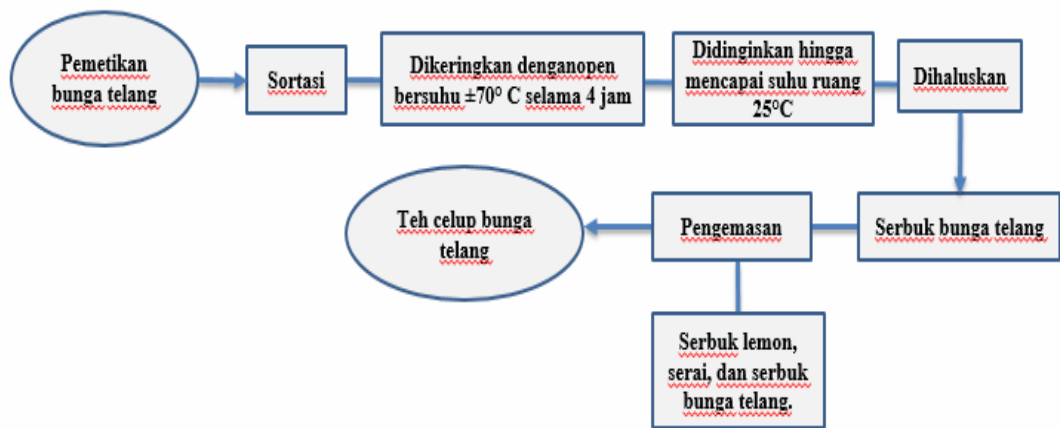 Pemetikan
bunga telang
Sortasi
Dikeringkan denganopen
bersuhu ±70° C selama 4 jam
Didinginkan hingga
mencapai suhu ruang
25°C
Dihaluskan
Serbuk bunga telang
Pengemasan
Teh celup bunga
telang
Serbuk lemon,
serai, dan serbuk
bunga telang.